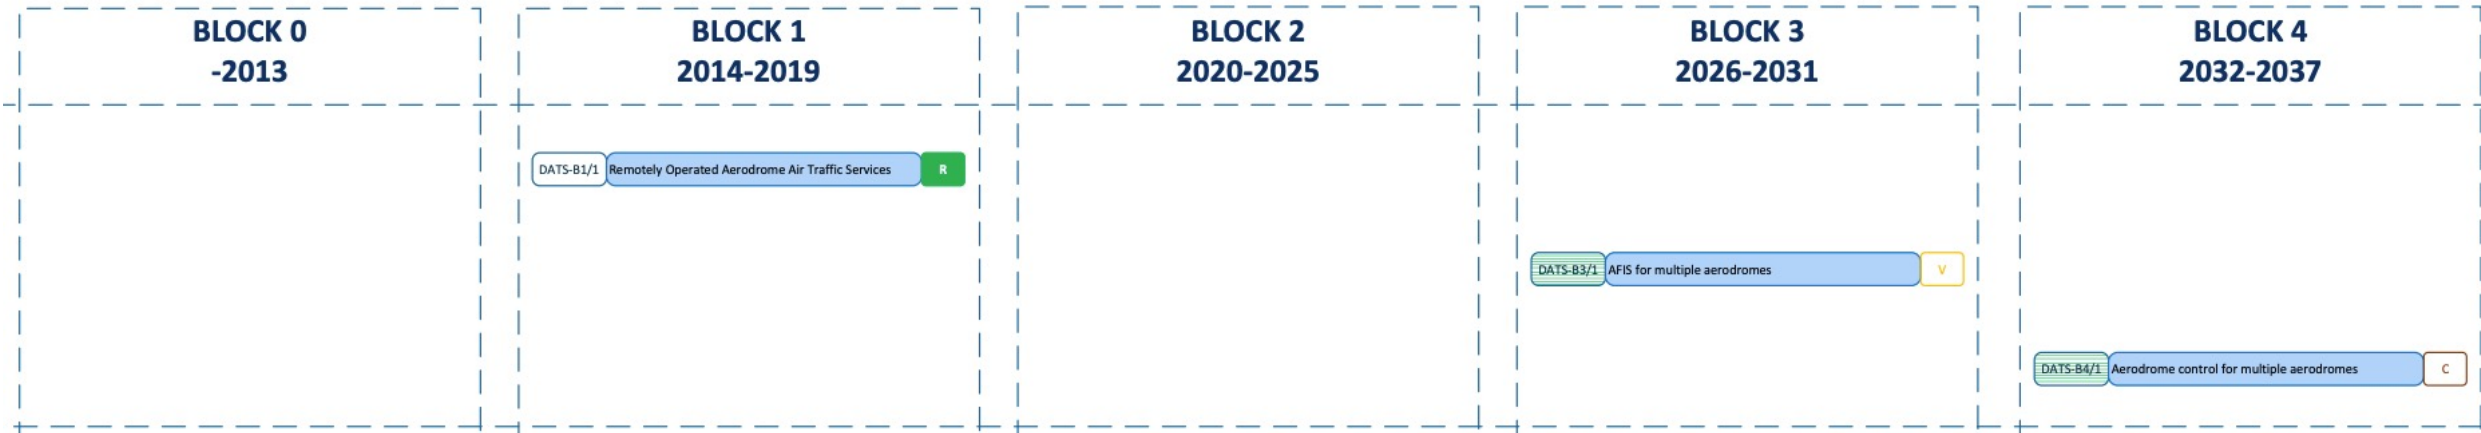 BLOCK 0
-2013
BLOCK 1
2014-2019
BLOCK 2
2020-2025
BLOCK 3
2026-2031
BLOCK 4
2032-2037
DATS-B1/1 Remotely Operated Aerodrome Air Traffic Services R
DATS-B3/1 AFIS for multiple aerodromes V
DATS-B4/1 Aerodrome control for multiple aerodromes C